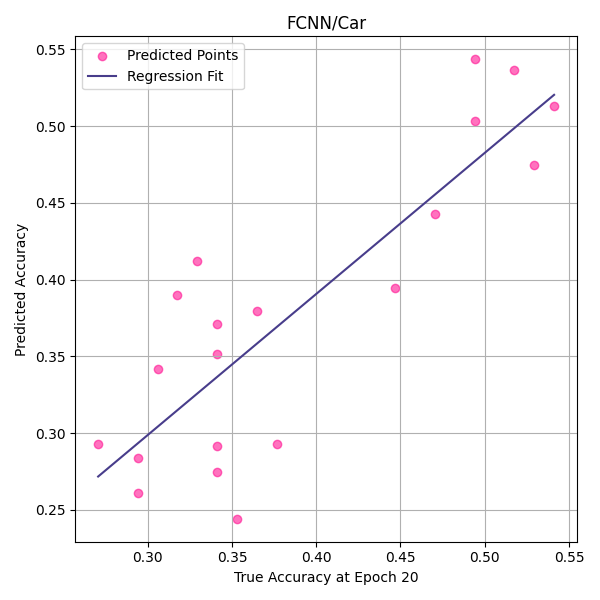 FCNN/Car
Predicted Points
Regression Fit
0.55
0.50
0.45
0.40
0.35
0.30
0.25
Predicted Accuracy
0.30 0.35 0.40 0.45 0.50 0.55
True Accuracy at Epoch 20